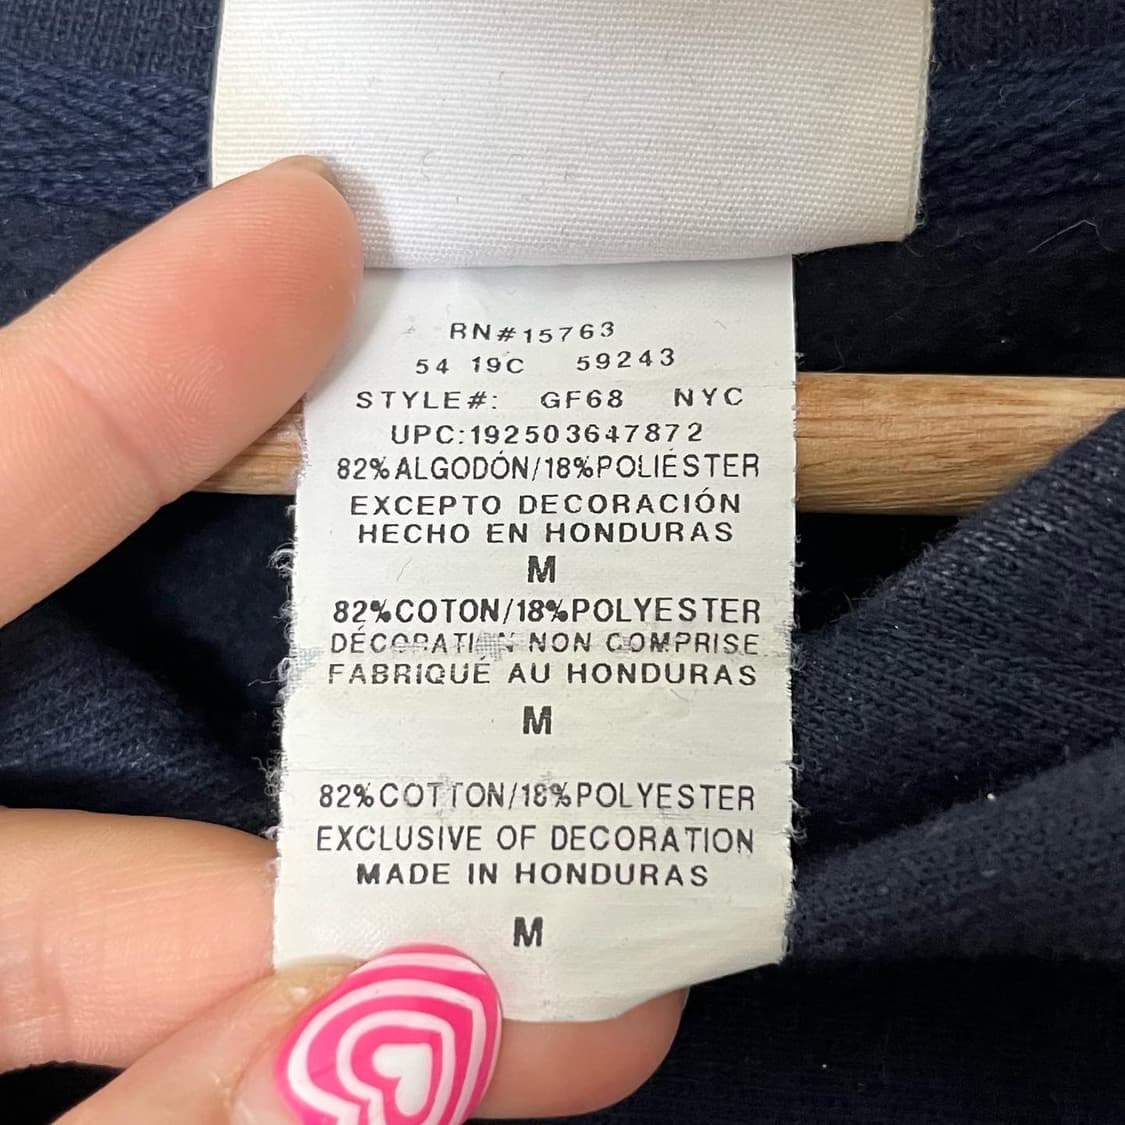 RN#15763
54 19C 59243
STYLE#: GF68 NYC
UPC:192503647872
82%ALGODÓN/18%POLIÉSTER
EXCEPTO DECORACIÓN
HECHO EN HONDURAS
M
82%COTON/18%POLYESTER
DÉCORATION NON COMPRISE
FABRIQUÉ AU HONDURAS
M
82%COTTON/18%POLYESTER
EXCLUSIVE OF DECORATION
MADE IN HONDURAS
M